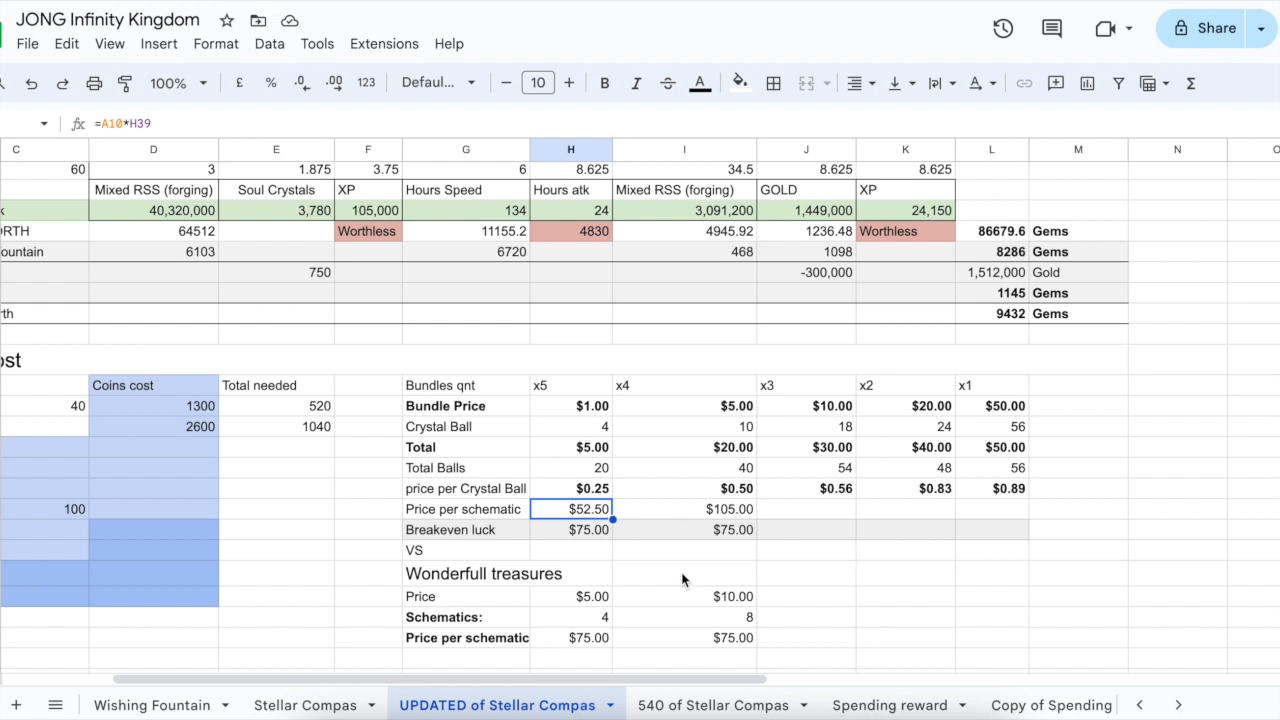 JONG Infinity Kingdom
File Edit View Insert Format Data Tools Extensions Help
Share
100% £ % .0 .00 123 Defaul... − 10 + B I S A Σ
fx =A10*H39
C D E F G H I J K L M N
60 3 1.875 3.75 6 8.625 34.5 8.625 8.625
Mixed RSS (forging) Soul Crystals XP Hours Speed Hours atk Mixed RSS (forging) GOLD XP
k 40,320,000 3,780 105,000 134 24 3,091,200 1,449,000 24,150
ORTH 64512 Worthless 11155.2 4830 4945.92 1236.48 Worthless 86679.6 Gems
ountain 6103 6720 468 1098 8286 Gems
750 -300,000 1,512,000 Gold
1145 Gems
rth 9432 Gems
ost
Coins cost Total needed Bundles qnt x5 x4 x3 x2 x1
40 1300 520 Bundle Price $1.00 $5.00 $10.00 $20.00 $50.00
2600 1040 Crystal Ball 4 10 18 24 56
Total $5.00 $20.00 $30.00 $40.00 $50.00
Total Balls 20 40 54 48 56
price per Crystal Ball $0.25 $0.50 $0.56 $0.83 $0.89
100 Price per schematic $52.50 $105.00
Breakeven luck $75.00 $75.00
VS
Wonderfull treasures
Price $5.00 $10.00
Schematics: 4 8
Price per schematic $75.00 $75.00
+ Wishing Fountain Stellar Compas UPDATED of Stellar Compas 540 of Stellar Compas Spending reward Copy of Spending